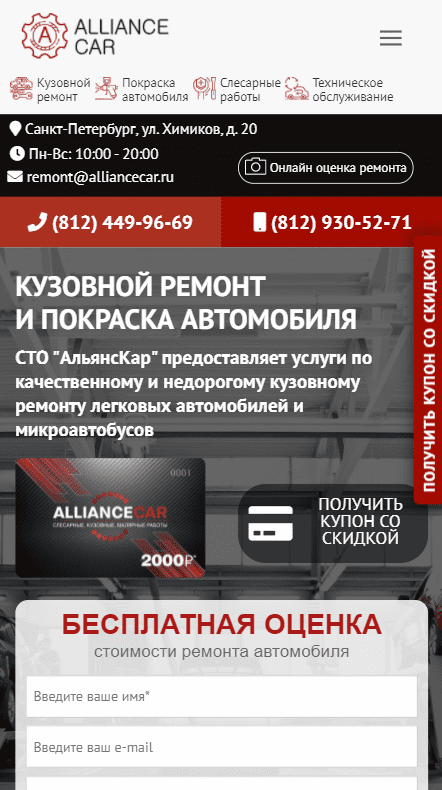 ALLIANCE
CAR
Кузовной
ремонт
Покраска
автомобиля
Слесарные
работы
Техническое
обслуживание
Санкт-Петербург, ул. Химиков, д. 20
Пн-Вс: 10:00 - 20:00
remont@alliancecar.ru
Онлайн оценка ремонта
(812) 449-96-69
(812) 930-52-71
ПОЛУЧИТЬ КУПОН СО СКИДКОЙ
КУЗОВНОЙ РЕМОНТ
И ПОКРАСКА АВТОМОБИЛЯ
СТО "АльянсКар" предоставляет услуги по
качественному и недорогому кузовному
ремонту легковых автомобилей и
микроавтобусов
0001
ALLIANCECAR
СЛЕСАРНЫЕ, КУЗОВНЫЕ, МАЛЯРНЫЕ РАБОТЫ
2000₽*
ПОЛУЧИТЬ
КУПОН СО
СКИДКОЙ
БЕСПЛАТНАЯ ОЦЕНКА
стоимости ремонта автомобиля
Введите ваше имя*
Введите ваш e-mail